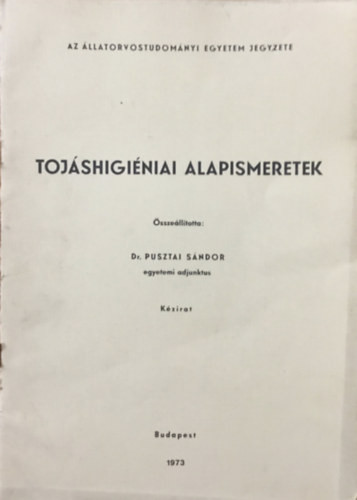 AZ ÁLLATORVOSTUDOMÁNYI EGYETEM JEGYZETE
TOJÁSHIGIÉNIAI ALAPISMERETEK
Összeállította:
Dr. PUSZTAI SÁNDOR
egyetemi adjunktus
Kézirat
Budapest
1973